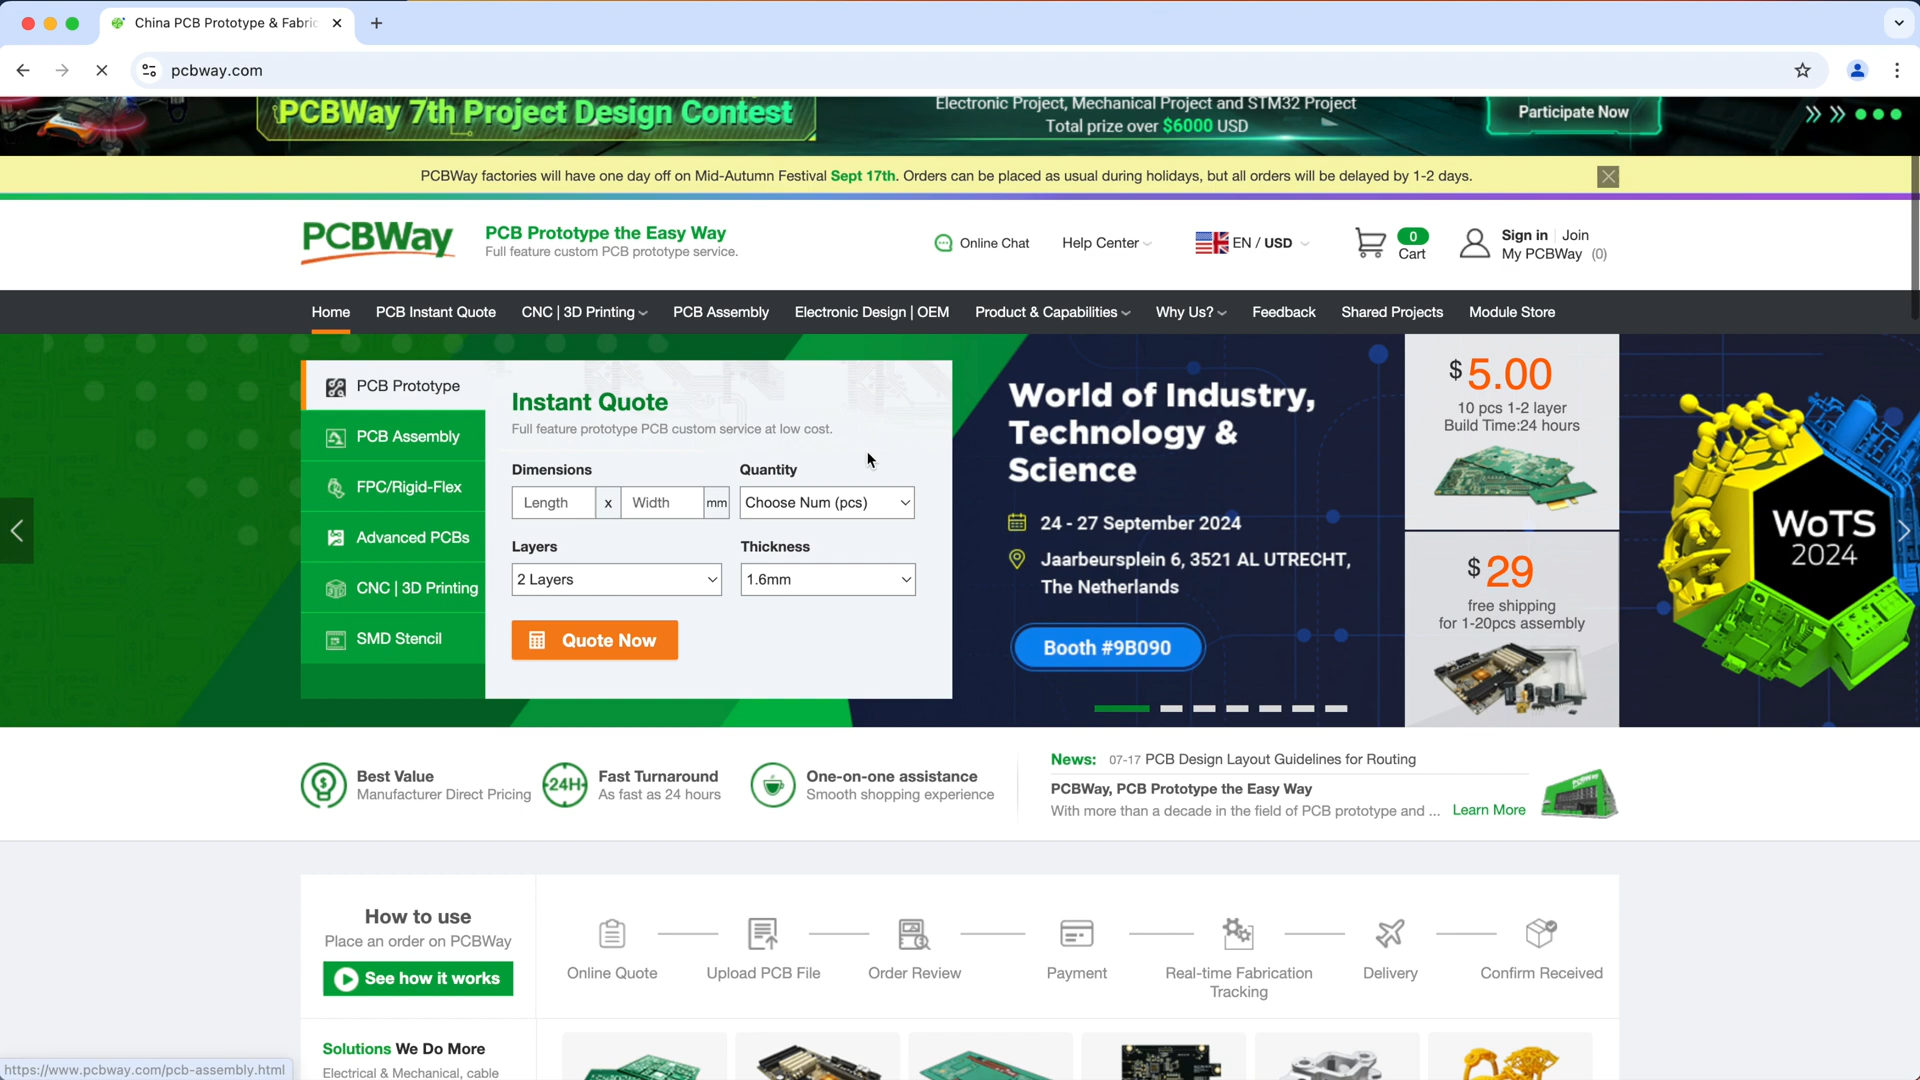 China PCB Prototype & Fabric
pcbway.com
PCBWay 7th Project Design Contest
Electronic Project, Mechanical Project and STM32 Project
Total prize over $6000 USD
Participate Now
PCBWay factories will have one day off on Mid-Autumn Festival Sept 17th. Orders can be placed as usual during holidays, but all orders will be delayed by 1-2 days.
PCBWay
PCB Prototype the Easy Way
Full feature custom PCB prototype service.
Online Chat
Help Center
EN / USD
0
Cart
Sign in
Join
My PCBWay (0)
Home
PCB Instant Quote
CNC | 3D Printing
PCB Assembly
Electronic Design | OEM
Product & Capabilities
Why Us?
Feedback
Shared Projects
Module Store
PCB Prototype
PCB Assembly
FPC/Rigid-Flex
Advanced PCBs
CNC | 3D Printing
SMD Stencil
Instant Quote
Full feature prototype PCB custom service at low cost.
Dimensions
Quantity
Length x Width mm
Choose Num (pcs)
Layers
Thickness
2 Layers
1.6mm
Quote Now
World of Industry,
Technology &
Science
24 - 27 September 2024
Jaarbeursplein 6, 3521 AL UTRECHT,
The Netherlands
Booth #9B090
$ 5.00
10 pcs 1-2 layer
Build Time:24 hours
$ 29
free shipping
for 1-20pcs assembly
WoTS
2024
Best Value
Manufacturer Direct Pricing
24H
Fast Turnaround
As fast as 24 hours
One-on-one assistance
Smooth shopping experience
News: 07-17 PCB Design Layout Guidelines for Routing
PCBWay, PCB Prototype the Easy Way
With more than a decade in the field of PCB prototype and ... Learn More
How to use
Place an order on PCBWay
See how it works
Online Quote
Upload PCB File
Order Review
Payment
Real-time Fabrication
Tracking
Delivery
Confirm Received
Solutions We Do More
Electrical & Mechanical, cable
https://www.pcbway.com/pcb-assembly.html